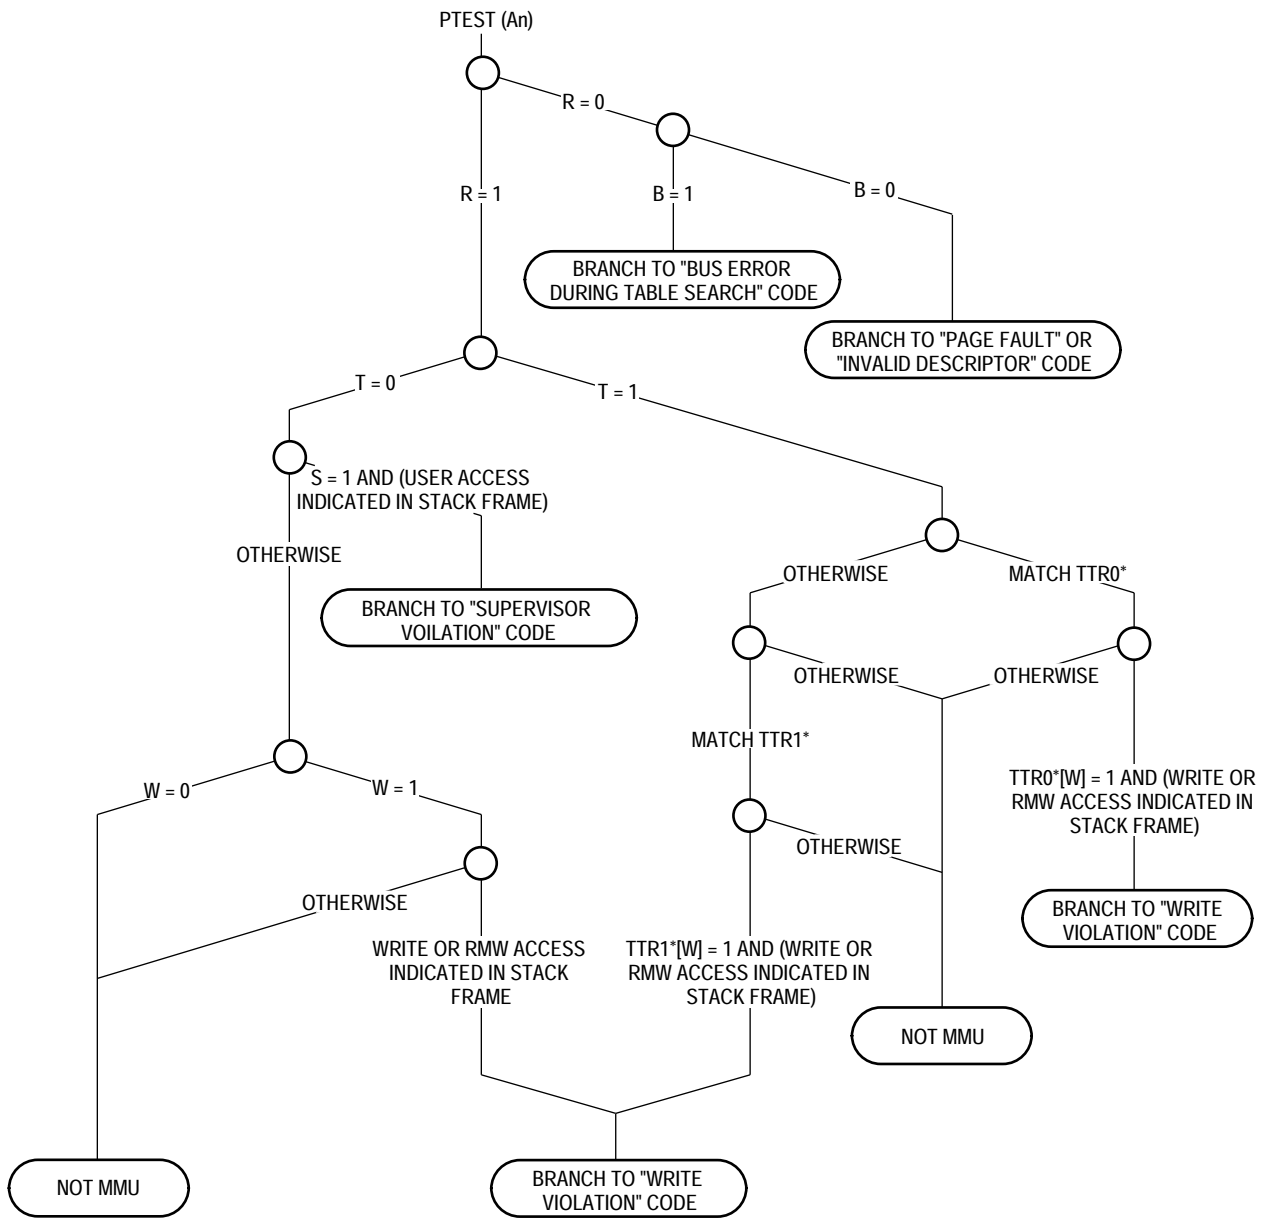 PTEST (An)
R = 0
R = 1
B = 1
B = 0
BRANCH TO "BUS ERROR
DURING TABLE SEARCH" CODE
BRANCH TO "PAGE FAULT" OR
"INVALID DESCRIPTOR" CODE
T = 0
T = 1
S = 1 AND (USER ACCESS
INDICATED IN STACK FRAME)
OTHERWISE
BRANCH TO "SUPERVISOR
VOILATION" CODE
OTHERWISE
MATCH TTR0*
OTHERWISE
OTHERWISE
MATCH TTR1*
TTR0*[W] = 1 AND (WRITE OR
RMW ACCESS INDICATED IN
STACK FRAME)
W = 0
W = 1
OTHERWISE
OTHERWISE
BRANCH TO "WRITE
VIOLATION" CODE
WRITE OR RMW ACCESS
INDICATED IN STACK
FRAME
TTR1*[W] = 1 AND (WRITE OR
RMW ACCESS INDICATED IN
STACK FRAME)
NOT MMU
NOT MMU
BRANCH TO "WRITE
VIOLATION" CODE